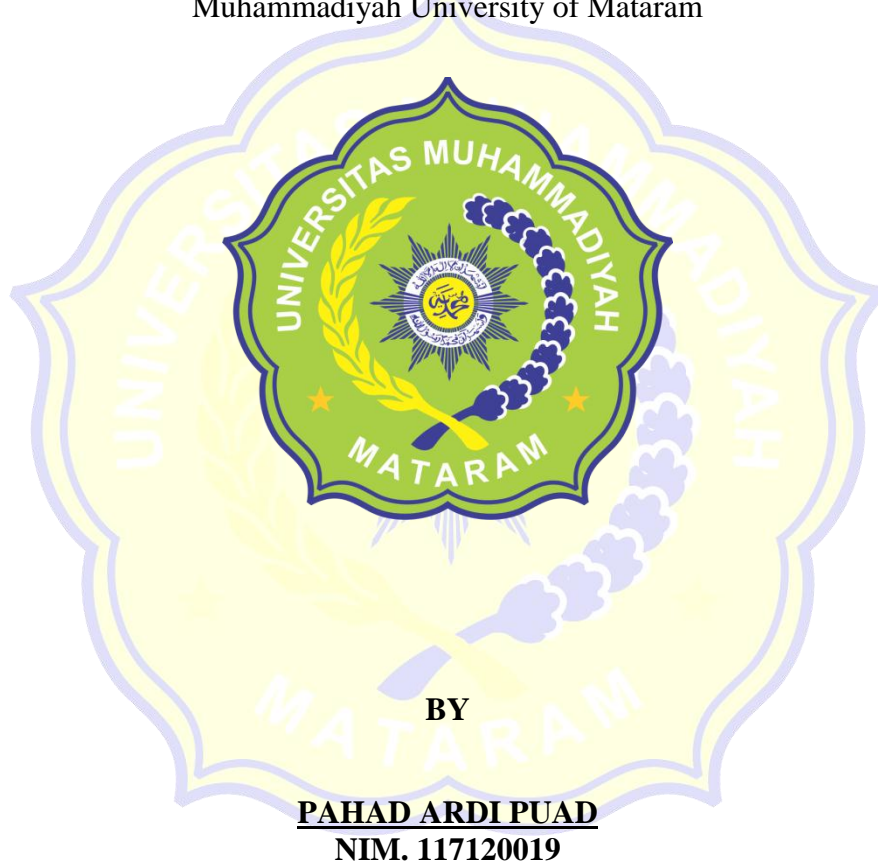 Muhammadiyah University of Mataram
UNIVERSITAS MUHAMMADIYAH
MATARAM
BY
PAHAD ARDI PUAD
NIM. 117120019